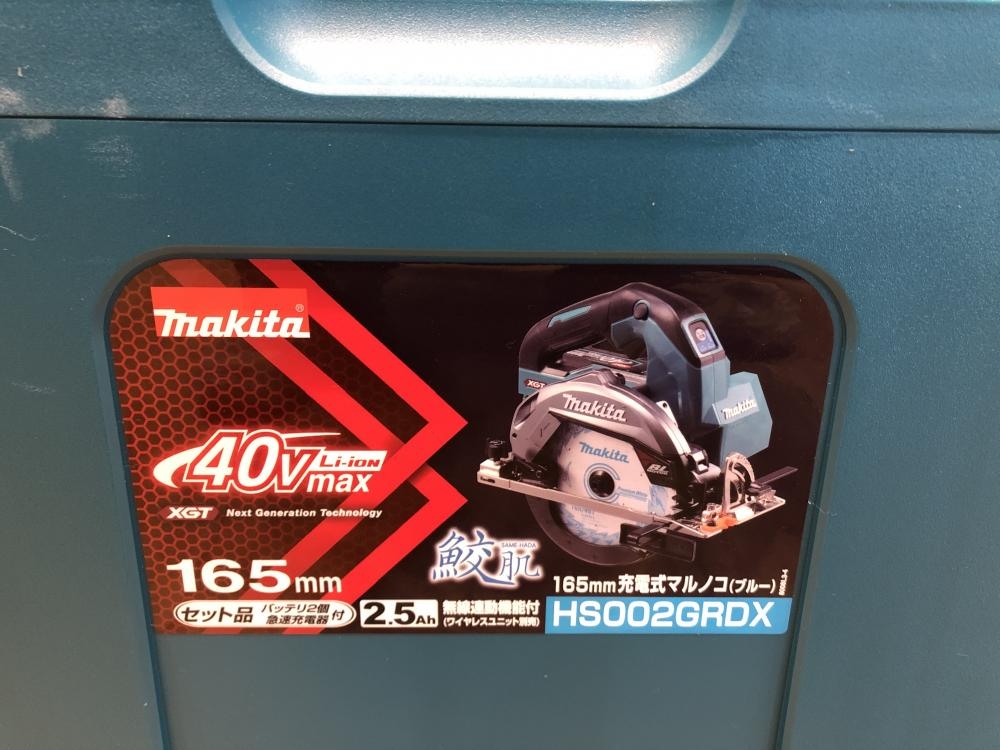 makita®
40Vmax Li-ion
XGT Next Generation Technology
165mm
セット品 バッテリ2個 急速充電器 付
2.5Ah
無線連動機能付
(ワイヤレスユニット別売)
鮫肌
SAME HADA
XGT
makita
makita
makita
BL
165mm充電式マルノコ(ブルー)
HS002GRDX